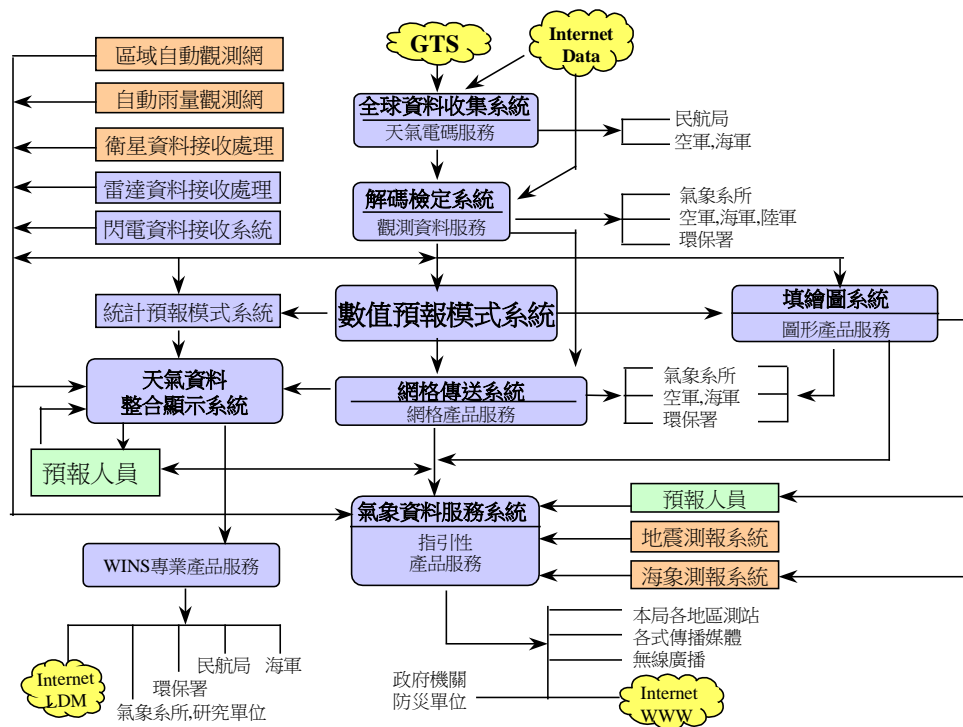 GTS
Internet
Data
區域自動觀測網
自動雨量觀測網
衛星資料接收處理
雷達資料接收處理
閃電資料接收系統
全球資料收集系統
天氣電碼服務
民航局
空軍,海軍
解碼檢定系統
觀測資料服務
氣象系所
空軍,海軍,陸軍
環保署
統計預報模式系統
數值預報模式系統
填繪圖系統
圖形產品服務
天氣資料
整合顯示系統
網格傳送系統
網格產品服務
氣象系所
空軍,海軍
環保署
預報人員
氣象資料服務系統
指引性
產品服務
預報人員
地震測報系統
海象測報系統
WINS專業產品服務
Internet
LDM
環保署
民航局
海軍
氣象系所,研究單位
本局各地區測站
各式傳播媒體
無線廣播
政府機關
防災單位
Internet
WWW